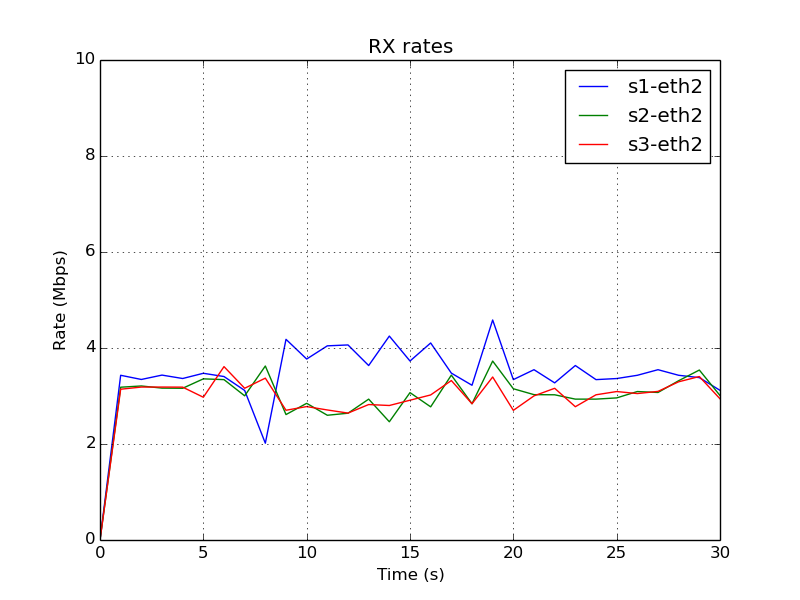 RX rates
s1-eth2
s2-eth2
s3-eth2
10
8
6
4
2
0
Rate (Mbps)
0 5 10 15 20 25 30
Time (s)